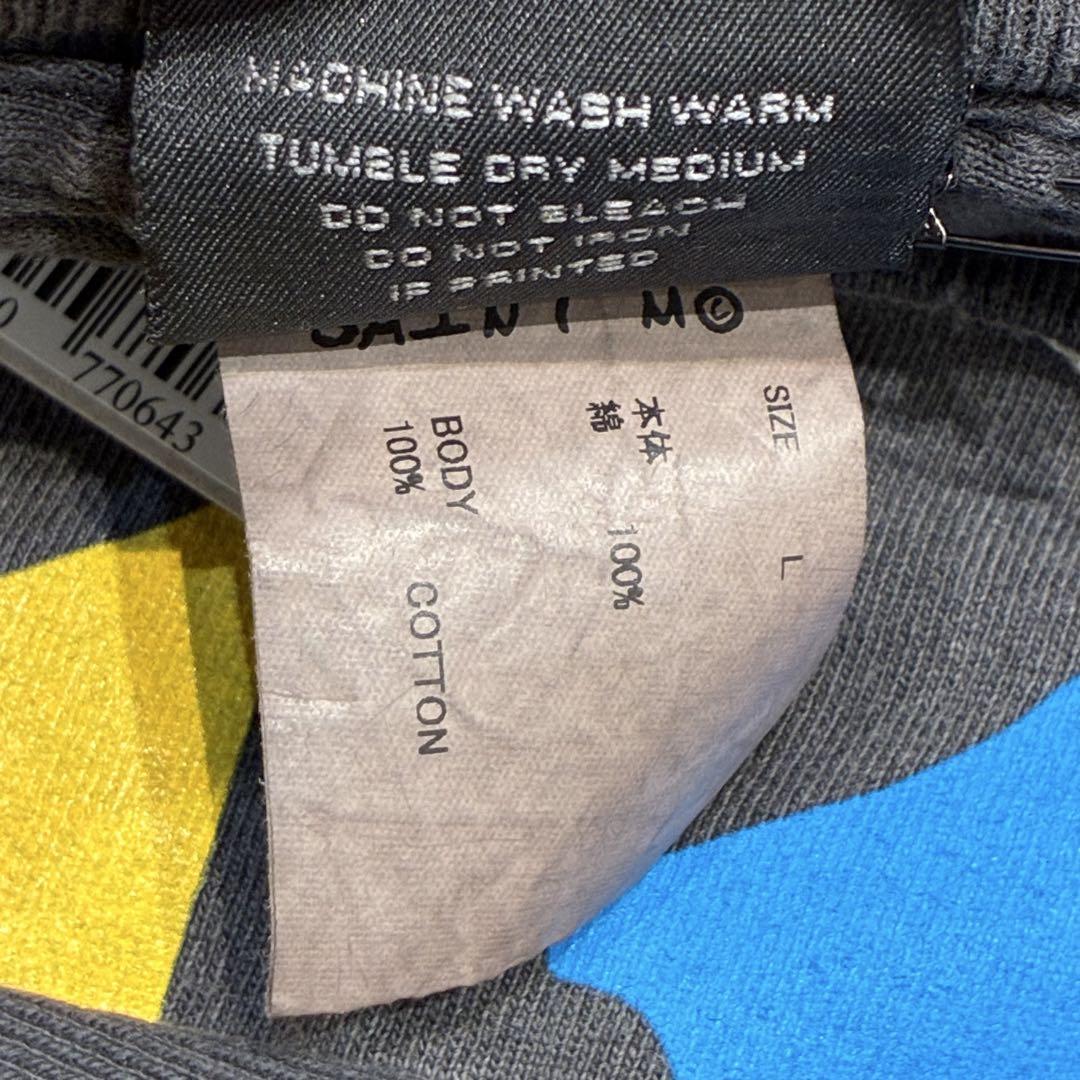 MACHINE WASH WARM
TUMBLE DRY MEDIUM
DO NOT BLEACH
DO NOT IRON
IF PRINTED
770643
SIZE L
本体
綿 100%
BODY
100% COTTON